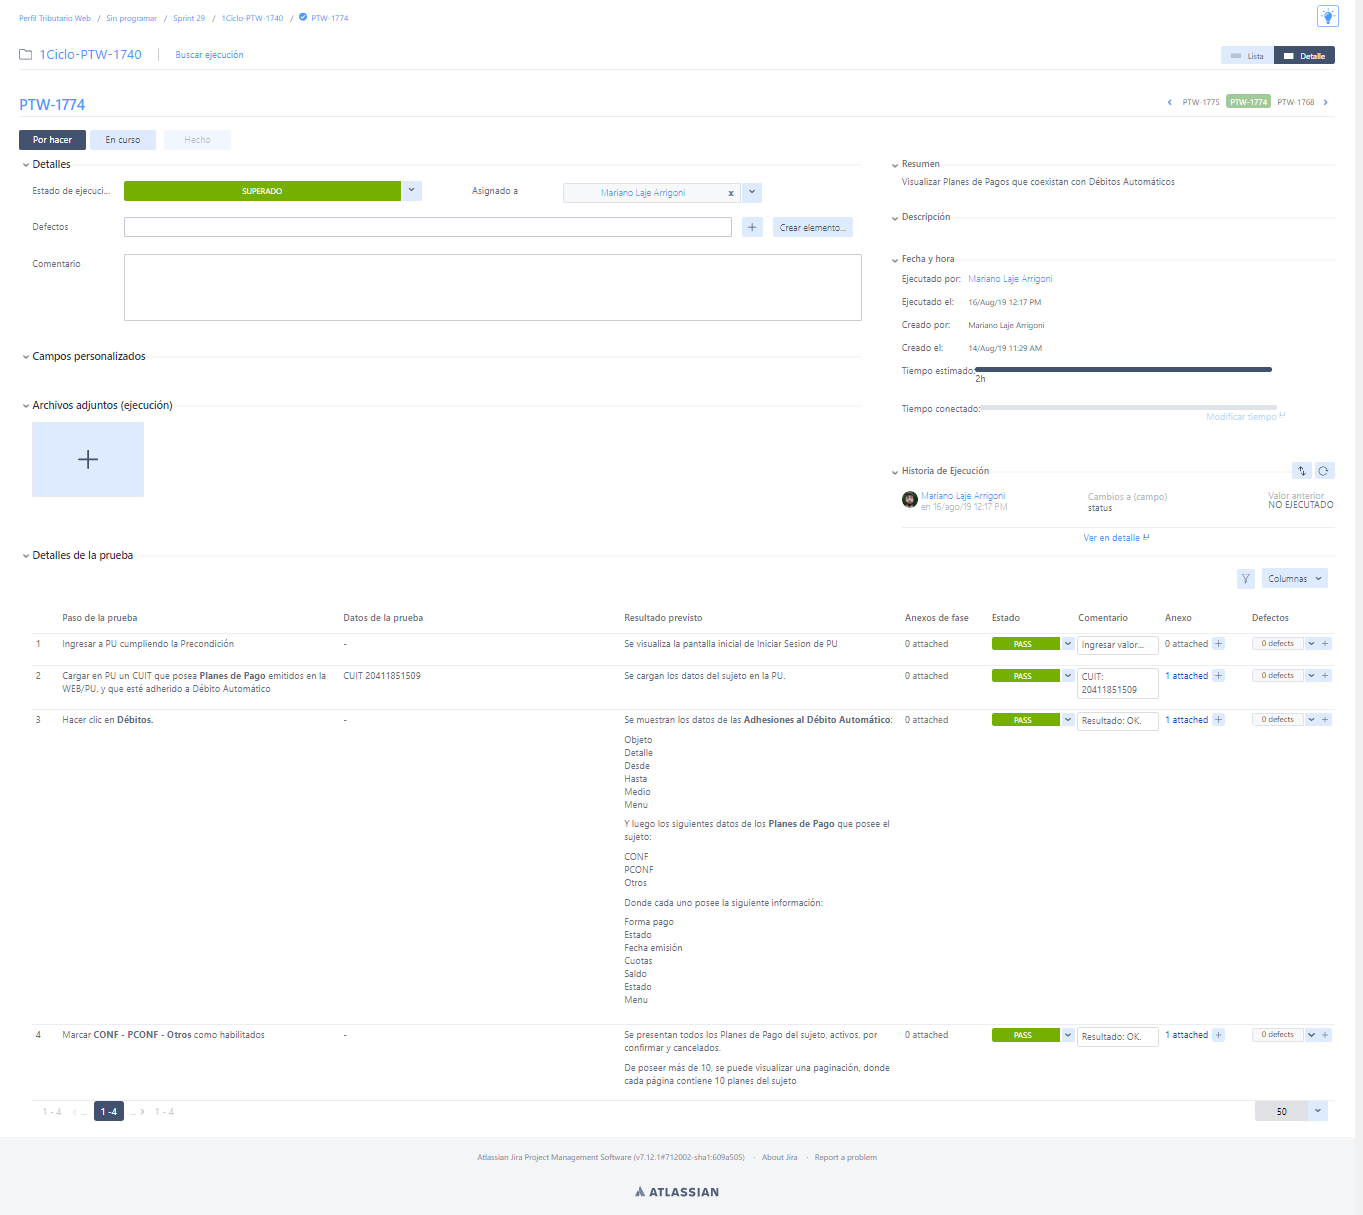 Perfil Tributario Web / Sin programar / Sprint 29 / 1Ciclo-PTW-1740 / PTW-1774
1Ciclo-PTW-1740 Buscar ejecución
Lista Detalle
PTW-1774
PTW-1775 PTW-1774 PTW-1768
Por hacer En curso Hecho
Detalles
Estado de ejecuci... SUPERADO Asignado a Mariano Laje Arrigoni x
Defectos + Crear elemento...
Comentario
Campos personalizados
Archivos adjuntos (ejecución)
+
Resumen
Visualizar Planes de Pagos que coexistan con Débitos Automáticos
Descripción
Fecha y hora
Ejecutado por: Mariano Laje Arrigoni
Ejecutado el: 16/Aug/19 12:17 PM
Creado por: Mariano Laje Arrigoni
Creado el: 14/Aug/19 11:29 AM
Tiempo estimado:
2h
Tiempo conectado:
Modificar tiempo
Historia de Ejecución
Mariano Laje Arrigoni Cambios a (campo) Valor anterior
en 16/ago/19 12:17 PM status NO EJECUTADO
Ver en detalle
Detalles de la prueba
Columnas
Paso de la prueba Datos de la prueba Resultado previsto Anexos de fase Estado Comentario Anexo Defectos
1 Ingresar a PU cumpliendo la Precondición - Se visualiza la pantalla inicial de Iniciar Sesion de PU 0 attached PASS Ingresar valor... 0 attached + 0 defects +
2 Cargar en PU un CUIT que posea Planes de Pago emitidos en la CUIT 20411851509 Se cargan los datos del sujeto en la PU. 0 attached PASS CUIT: 1 attached + 0 defects +
WEB/PU, y que esté adherido a Débito Automático 20411851509
3 Hacer clic en Débitos. - Se muestran los datos de las Adhesiones al Débito Automático: 0 attached PASS Resultado: OK. 1 attached + 0 defects +
Objeto
Detalle
Desde
Hasta
Medio
Menu
Y luego los siguientes datos de los Planes de Pago que posee el
sujeto:
CONF
PCONF
Otros
Donde cada uno posee la siguiente información:
Forma pago
Estado
Fecha emisión
Cuotas
Saldo
Estado
Menu
4 Marcar CONF - PCONF - Otros como habilitados - Se presentan todos los Planes de Pago del sujeto, activos, por 0 attached PASS Resultado: OK. 1 attached + 0 defects +
confirmar y cancelados.
De poseer más de 10, se puede visualizar una paginación, donde
cada página contiene 10 planes del sujeto
1 - 4 < ... 1 -4 ... > 1 - 4 50
Atlassian Jira Project Management Software (v7.12.1#712002-sha1:609a505) · About Jira · Report a problem
ATLASSIAN